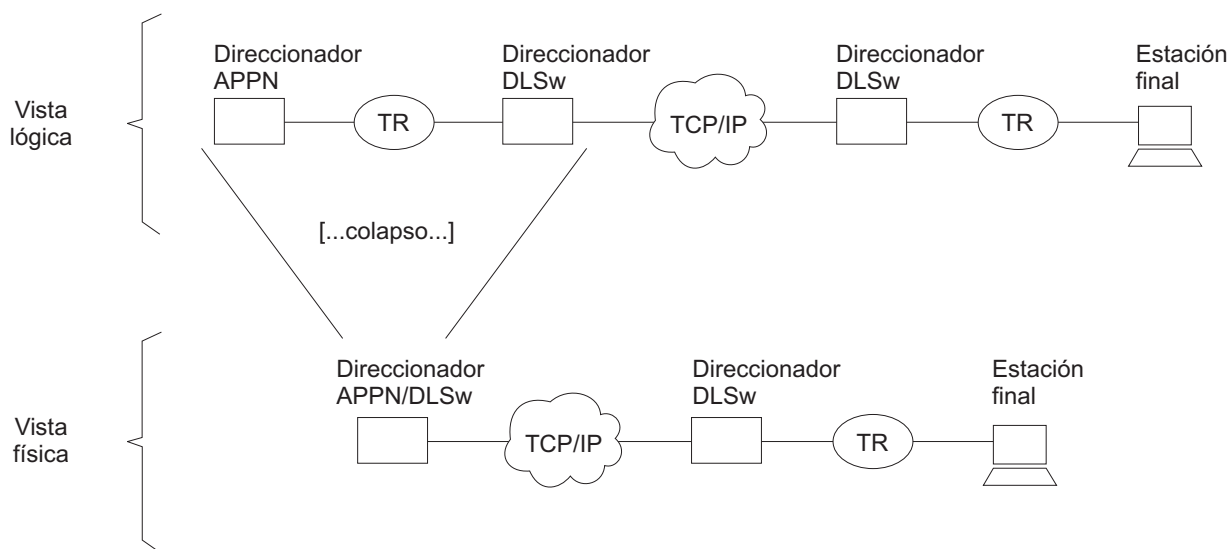 Vista
lógica
Direccionador
APPN
TR
Direccionador
DLSw
TCP/IP
Direccionador
DLSw
TR
Estación
final
[...colapso...]
Vista
física
Direccionador
APPN/DLSw
TCP/IP
Direccionador
DLSw
TR
Estación
final